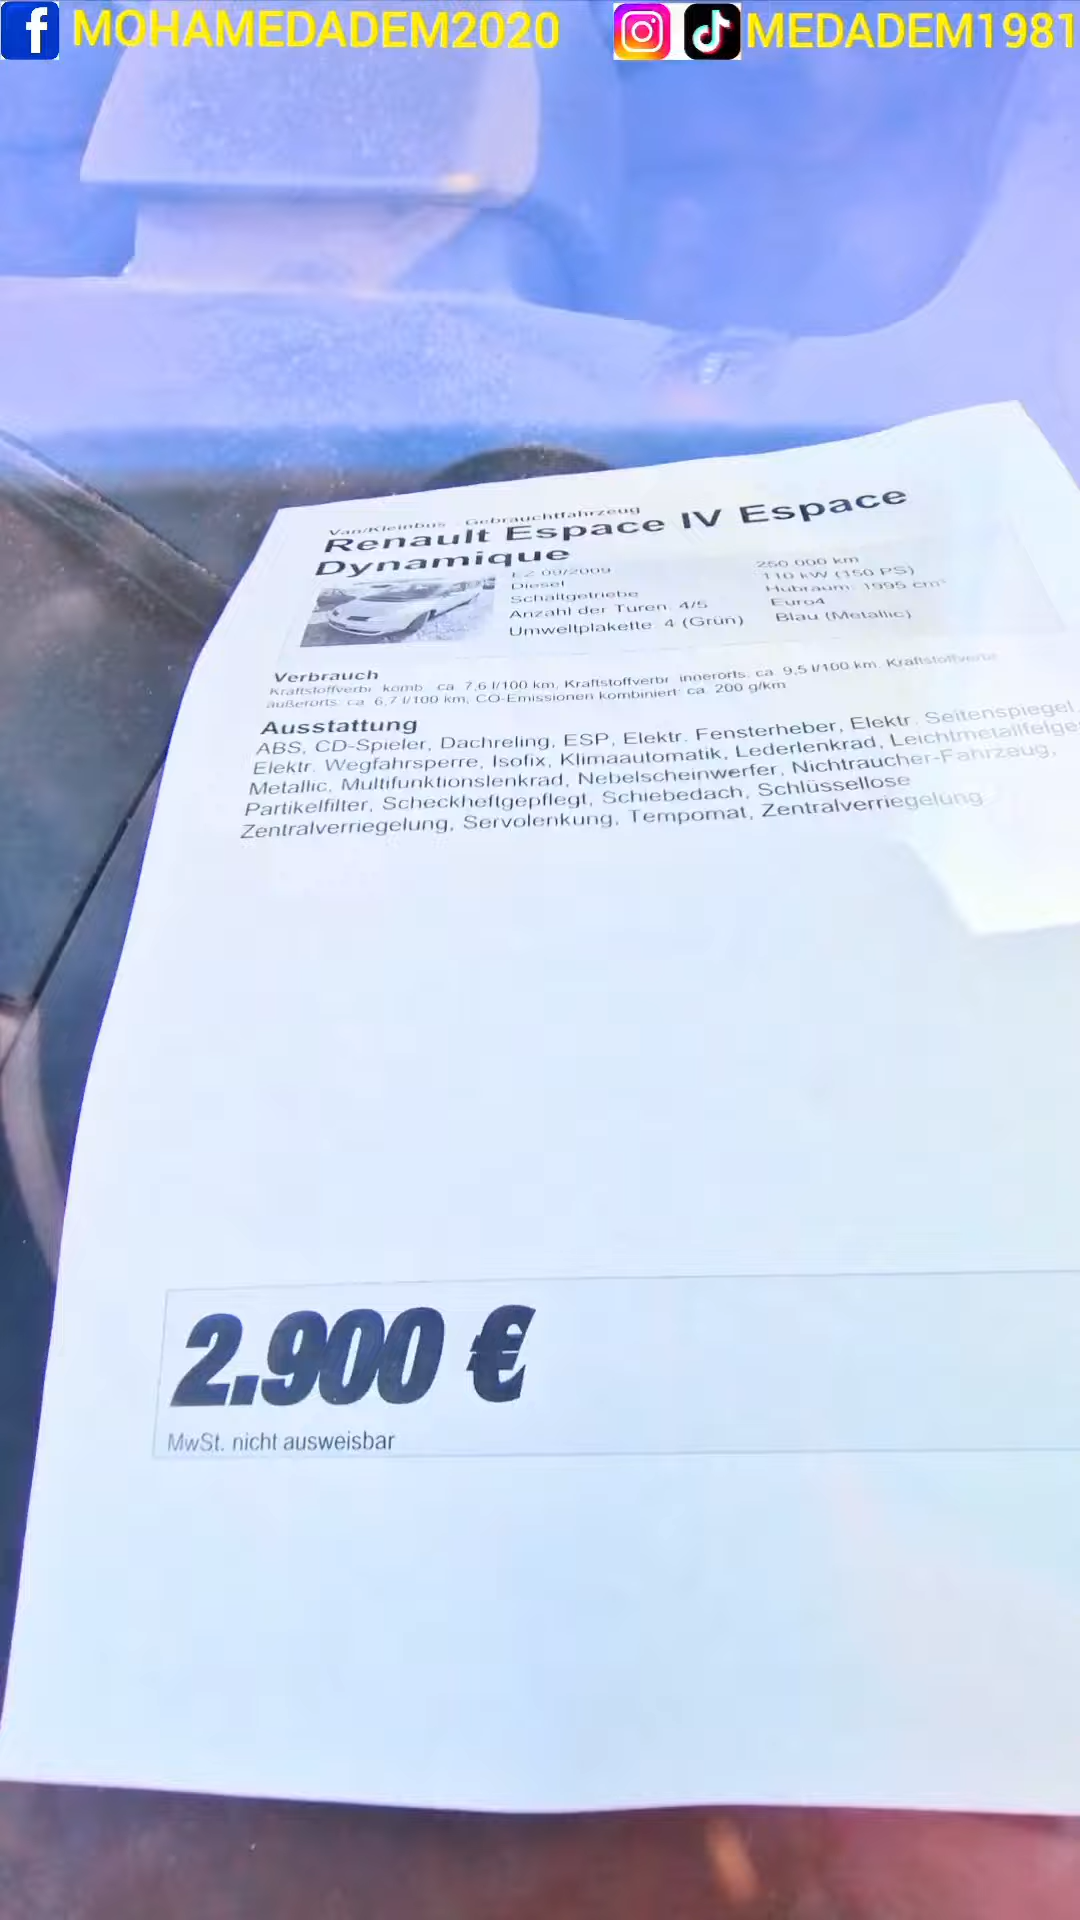 MOHAMEDADEM2020
MEDADEM1981
Van/Kleinbus Gebrauchtfahrzeug
Renault Espace IV Espace
Dynamique
EZ 09/2009
Diesel
Schaltgetriebe
Anzahl der Türen 4/5
Umweltplakette 4 (Grün)
250 000 km
110 kW (150 PS)
Hubraum: 1995 cm³
Euro4
Blau (Metallic)
Verbrauch
Kraftstoffverbr. komb. ca. 7,6 l/100 km, Kraftstoffverbr. innerorts. ca. 9,5 l/100 km, Kraftstoffverbr.
außerorts. ca. 6,7 l/100 km, CO-Emissionen kombiniert: ca. 200 g/km
Ausstattung
ABS, CD-Spieler, Dachreling, ESP, Elektr. Fensterheber, Elektr. Seitenspiegel,
Elektr. Wegfahrsperre, Isofix, Klimaautomatik, Lederlenkrad, Leichtmetallfelge
Metallic, Multifunktionslenkrad, Nebelscheinwerfer, Nichtraucher-Fahrzeug,
Partikelfilter, Scheckheftgepflegt, Schiebedach, Schlüssellose
Zentralverriegelung, Servolenkung, Tempomat, Zentralverriegelung
2.900 €
MwSt. nicht ausweisbar